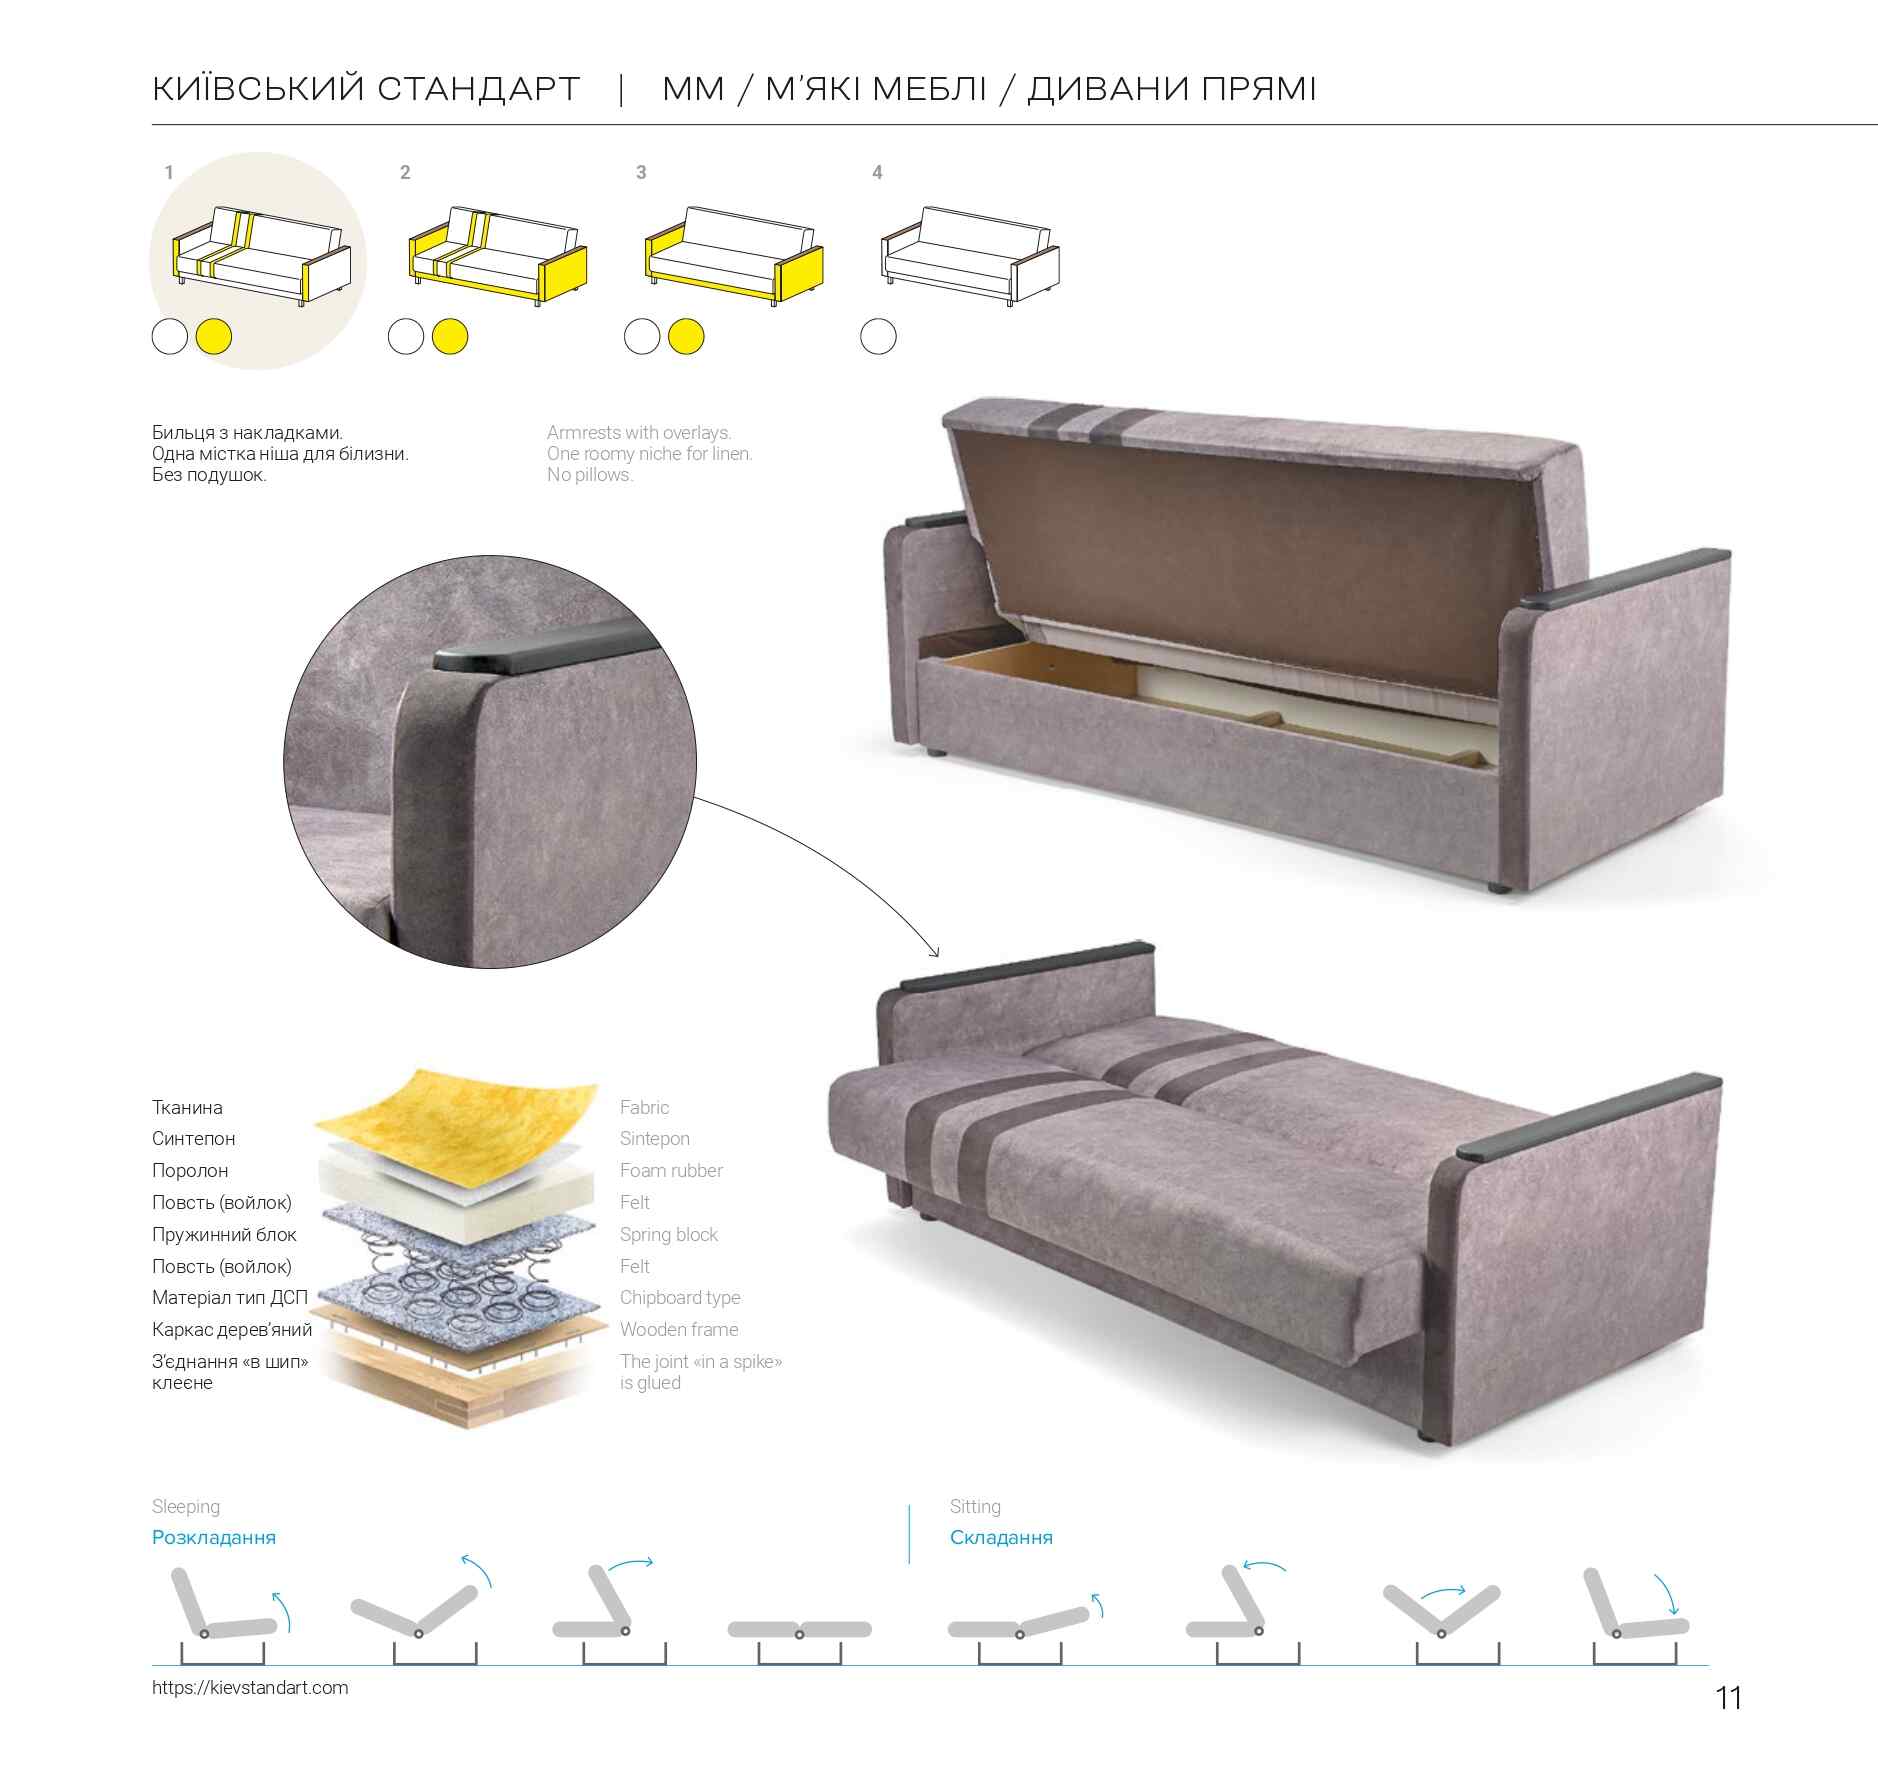 КИЇВСЬКИЙ СТАНДАРТ | ММ / М’ЯКІ МЕБЛІ / ДИВАНИ ПРЯМІ
1 2 3 4
Бильця з накладками.
Одна містка ніша для білизни.
Без подушок.
Armrests with overlays.
One roomy niche for linen.
No pillows.
Тканина
Синтепон
Поролон
Повсть (войлок)
Пружинний блок
Повсть (войлок)
Матеріал тип ДСП
Каркас дерев’яний
З’єднання «в шип»
клеєне
Fabric
Sintepon
Foam rubber
Felt
Spring block
Felt
Chipboard type
Wooden frame
The joint «in a spike»
is glued
Sleeping
Розкладання
Sitting
Складання
https://kievstandart.com
11